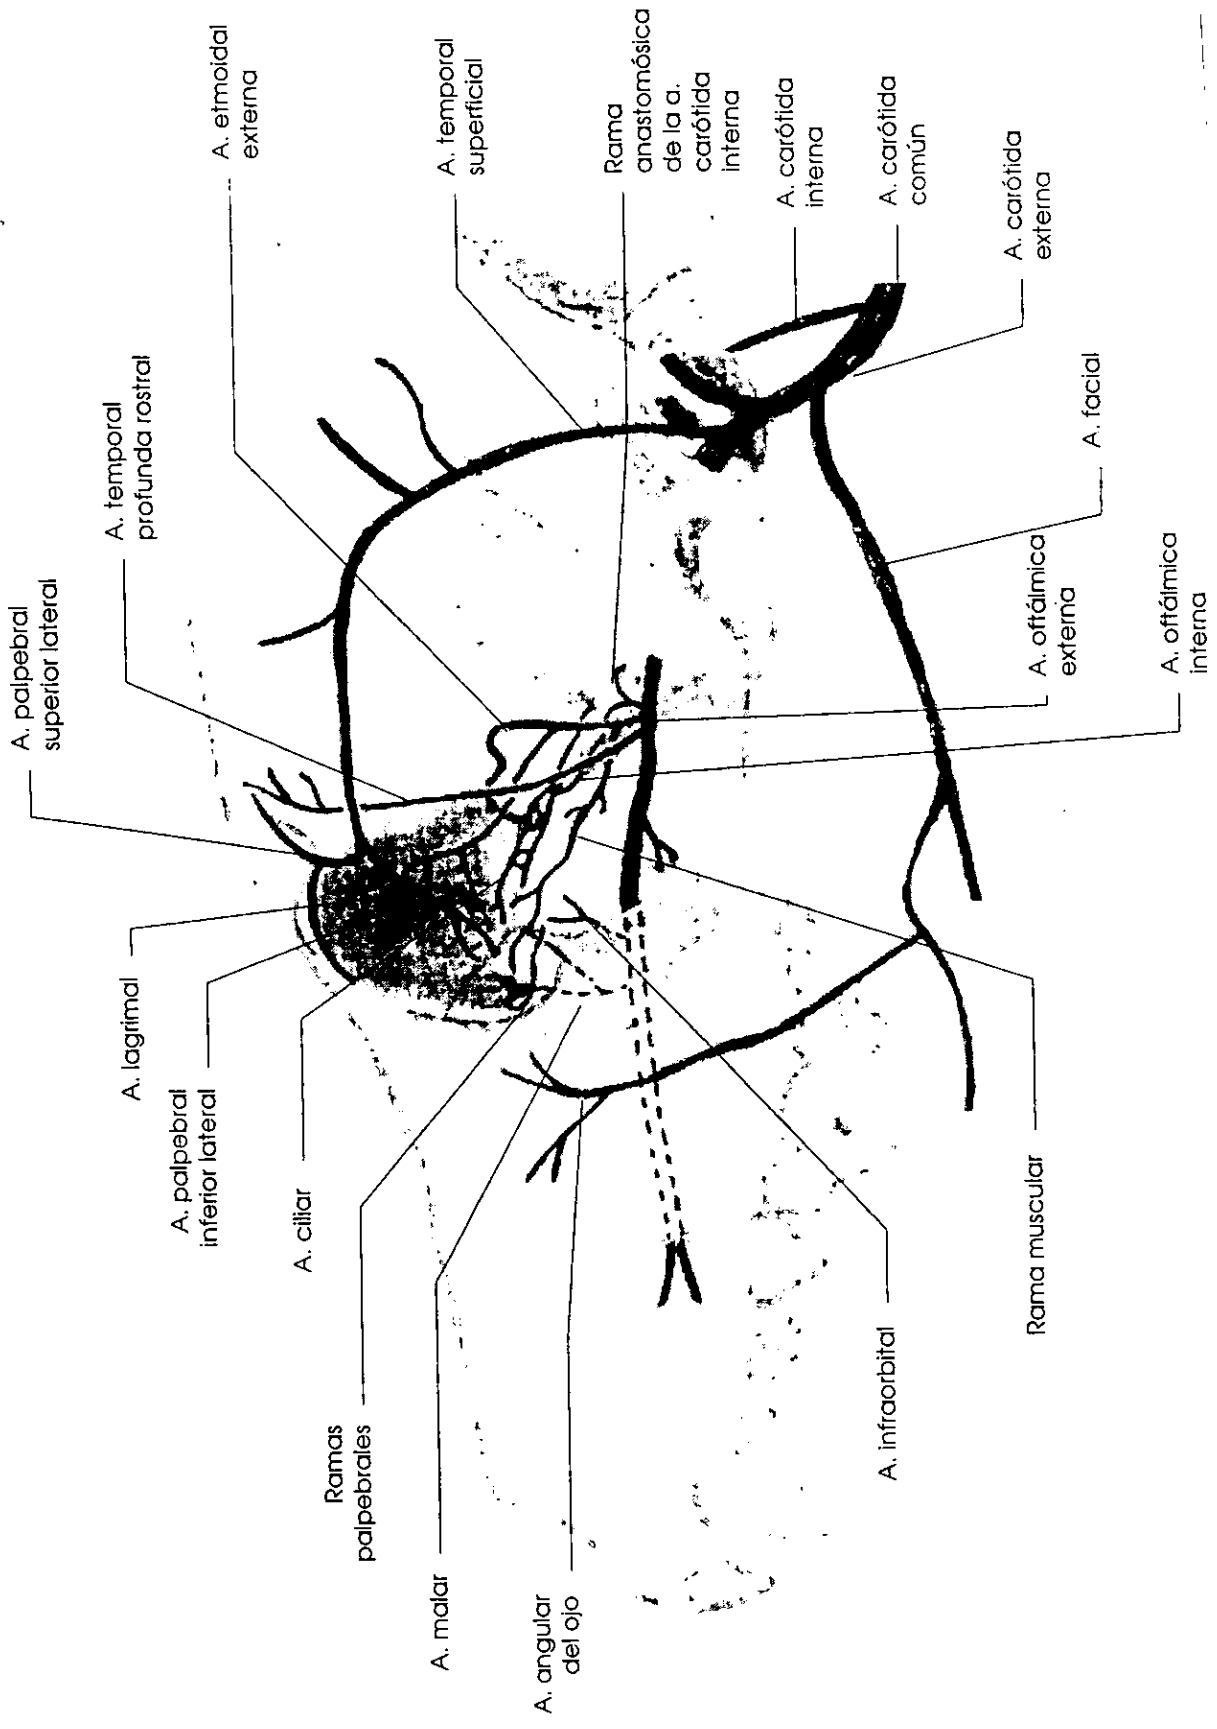 A. etmoidal
externa
A. temporal
superficial
Rama
anastomósica
de la a.
carótida
interna
A. carótida
interna
A. carótida
común
A. carótida
externa
A. temporal
profunda rostral
A. facial
A. palpebral
superior lateral
A. oftálmica
externa
A. oftálmica
interna
A. lagrimal
A. palpebral
inferior lateral
A. ciliar
Rama muscular
Ramas
palpebrales
A. infraorbital
A. malar
A. angular
del ojo